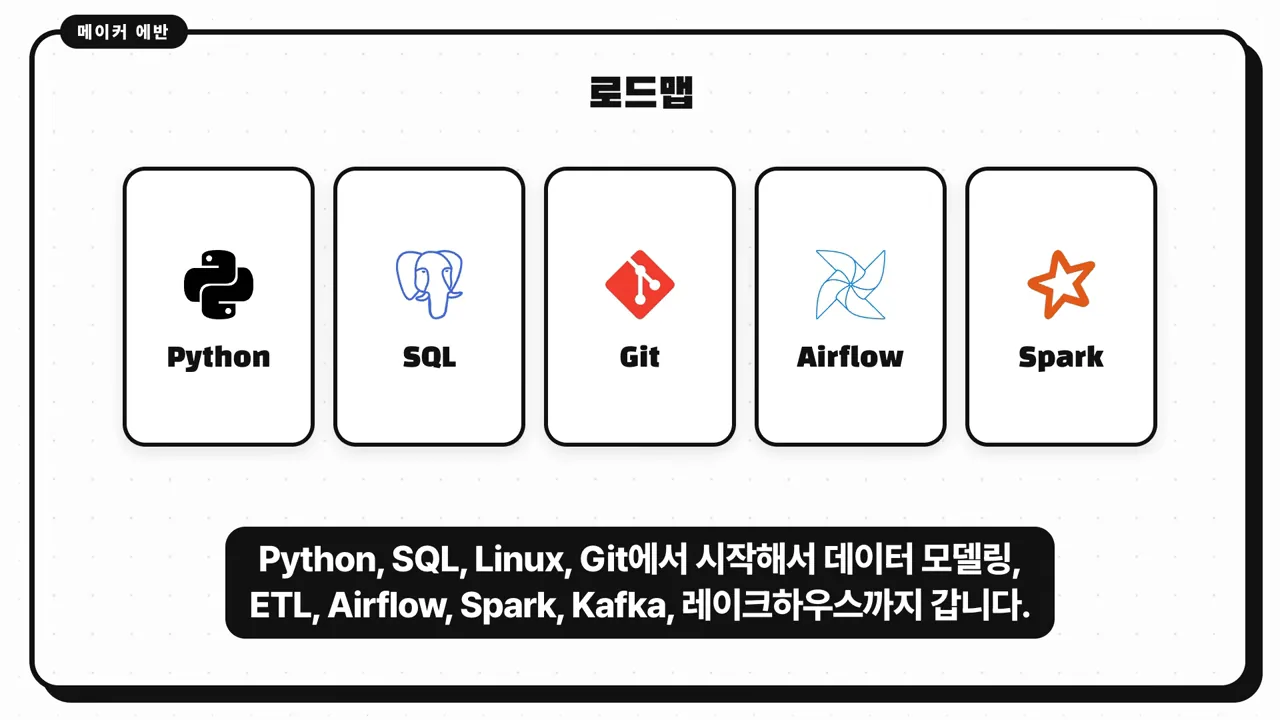 메이커 에반
로드맵
Python
SQL
Git
Airflow
Spark
Python, SQL, Linux, Git에서 시작해서 데이터 모델링,
ETL, Airflow, Spark, Kafka, 레이크하우스까지 갑니다.